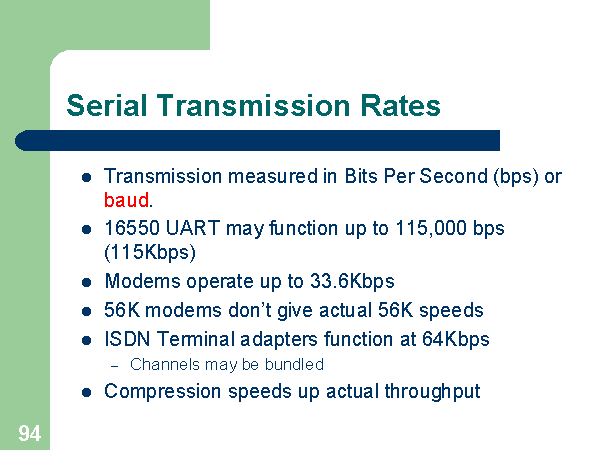 Serial Transmission Rates
● Transmission measured in Bits Per Second (bps) or
baud.
● 16550 UART may function up to 115,000 bps
(115Kbps)
● Modems operate up to 33.6Kbps
● 56K modems don’t give actual 56K speeds
● ISDN Terminal adapters function at 64Kbps
– Channels may be bundled
● Compression speeds up actual throughput
94